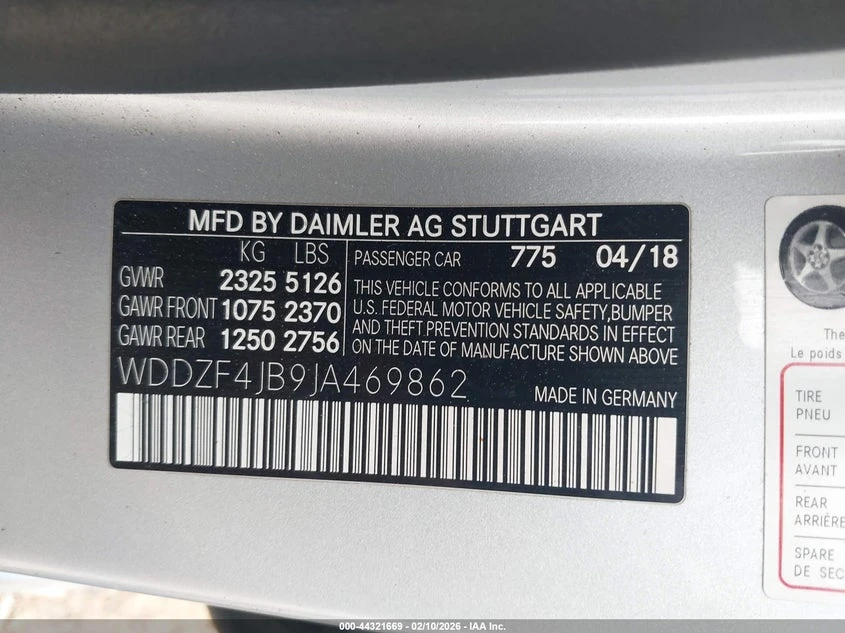 MFD BY DAIMLER AG STUTTGART
KG LBS
GVWR 2325 5126
GAWR FRONT 1075 2370
GAWR REAR 1250 2756
PASSENGER CAR 775 04/18
THIS VEHICLE CONFORMS TO ALL APPLICABLE
U.S. FEDERAL MOTOR VEHICLE SAFETY,BUMPER
AND THEFT PREVENTION STANDARDS IN EFFECT
ON THE DATE OF MANUFACTURE SHOWN ABOVE
WDDZF4JB9JA469862
MADE IN GERMANY
The
Le poids
TIRE
PNEU
FRONT
AVANT
REAR
ARRIÈRE
SPARE
DE SEC
000-44321669 - 02/10/2026 - IAA Inc.